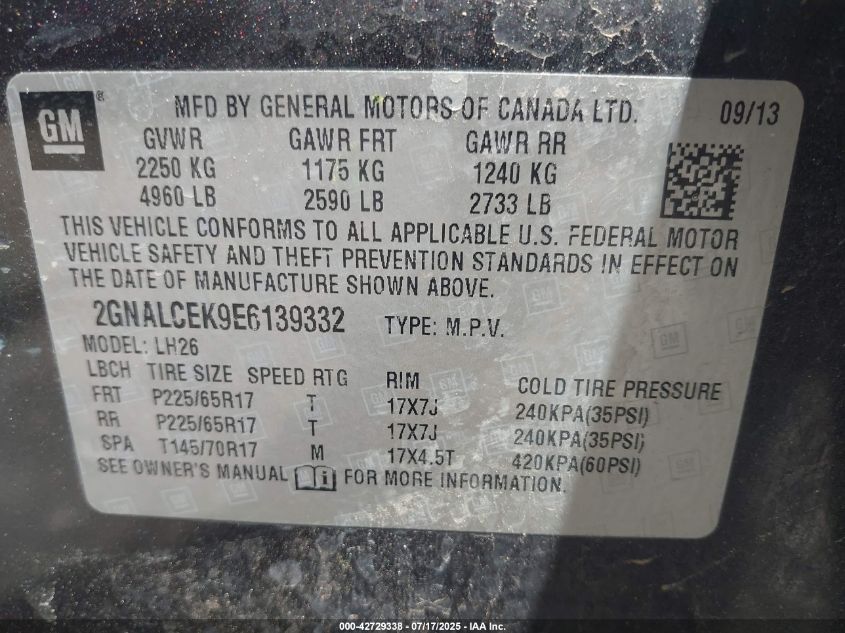 GM ®
MFD BY GENERAL MOTORS OF CANADA LTD. 09/13
GVWR GAWR FRT GAWR RR
2250 KG 1175 KG 1240 KG
4960 LB 2590 LB 2733 LB
THIS VEHICLE CONFORMS TO ALL APPLICABLE U.S. FEDERAL MOTOR
VEHICLE SAFETY AND THEFT PREVENTION STANDARDS IN EFFECT ON
THE DATE OF MANUFACTURE SHOWN ABOVE.
2GNALCEK9E6139332 TYPE: M.P.V.
MODEL: LH26
LBCH TIRE SIZE SPEED RTG RIM COLD TIRE PRESSURE
FRT P225/65R17 T 17X7J 240KPA(35PSI)
RR P225/65R17 T 17X7J 240KPA(35PSI)
SPA T145/70R17 M 17X4.5T 420KPA(60PSI)
SEE OWNER'S MANUAL FOR MORE INFORMATION.
000-42729338 - 07/17/2025 - IAA Inc.